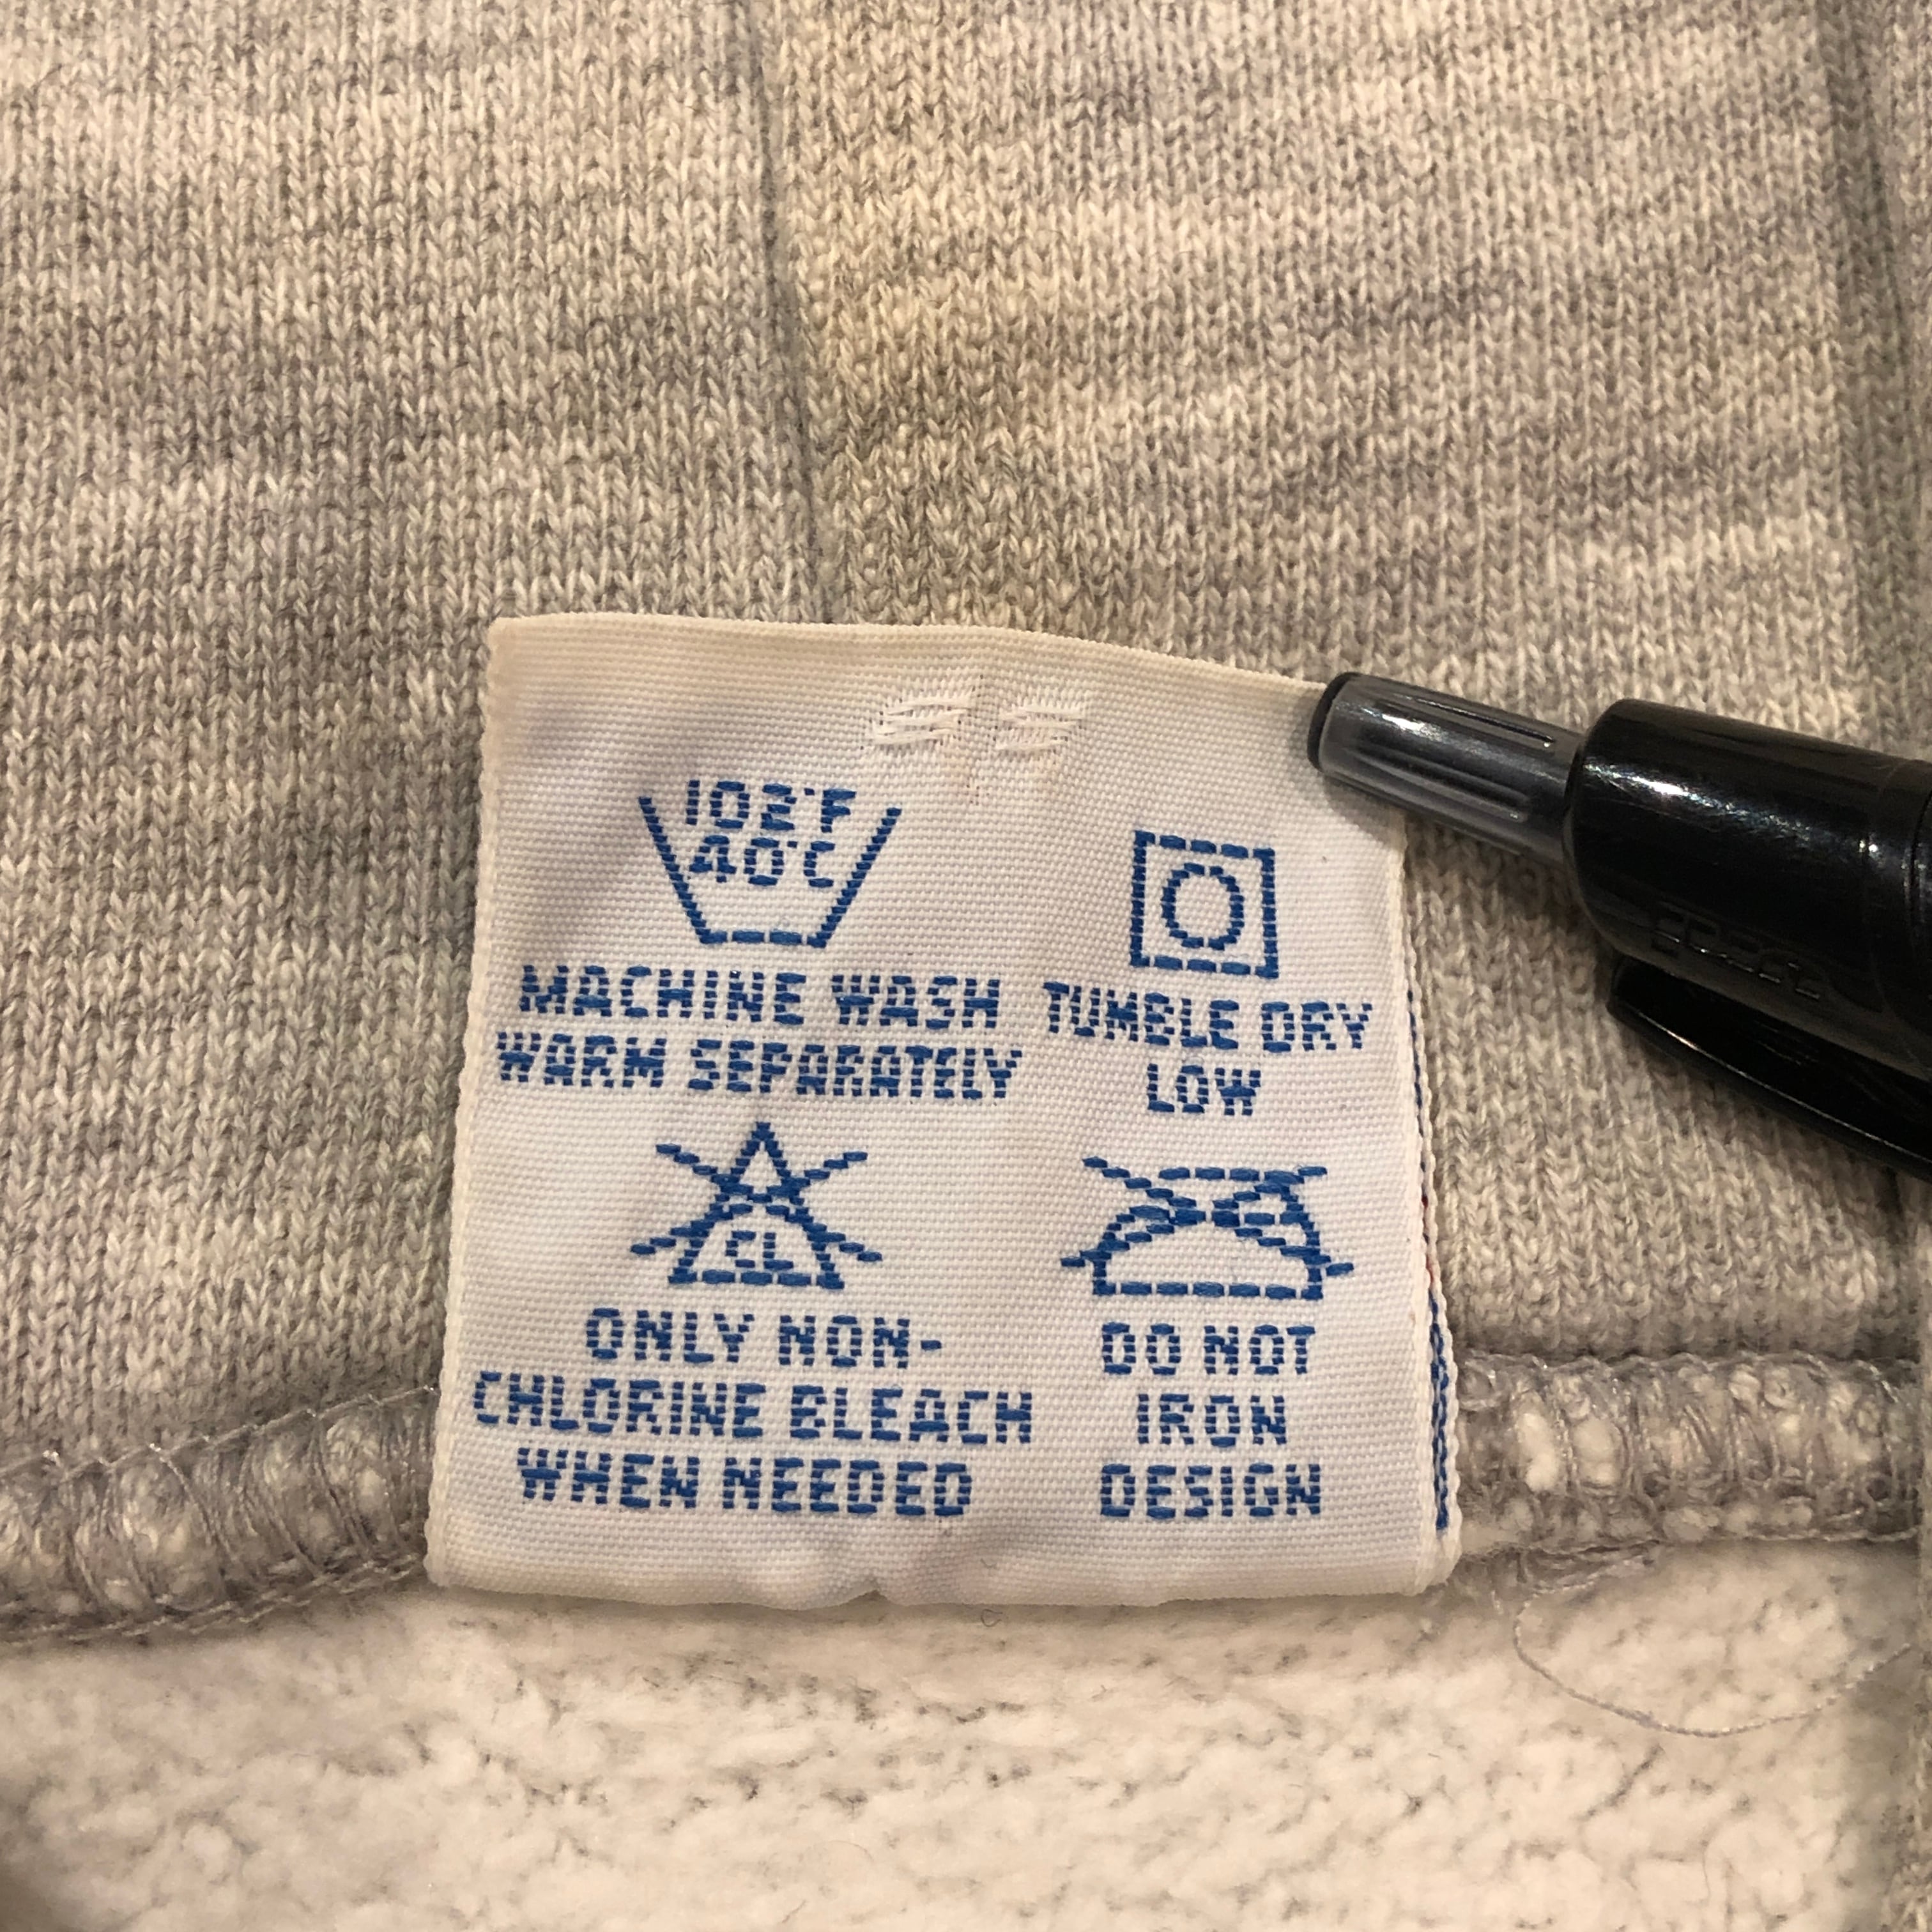 102°F
40°C
MACHINE WASH
WARM SEPARATELY
TUMBLE DRY
LOW
CL
ONLY NON-
CHLORINE BLEACH
WHEN NEEDED
DO NOT
IRON
DESIGN